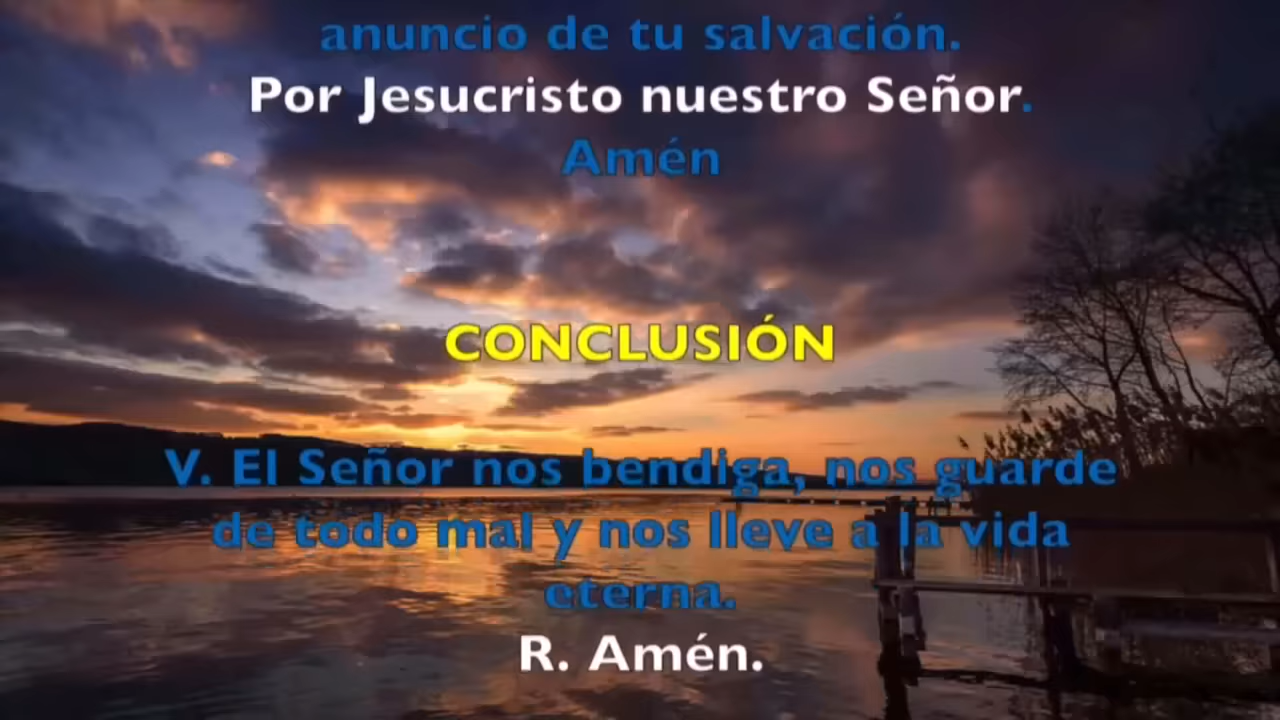 anuncio de tu salvación.
Por Jesucristo nuestro Señor.
Amén
CONCLUSIÓN
V. El Señor nos bendiga, nos guarde
de todo mal y nos lleve a la vida
eterna.
R. Amén.